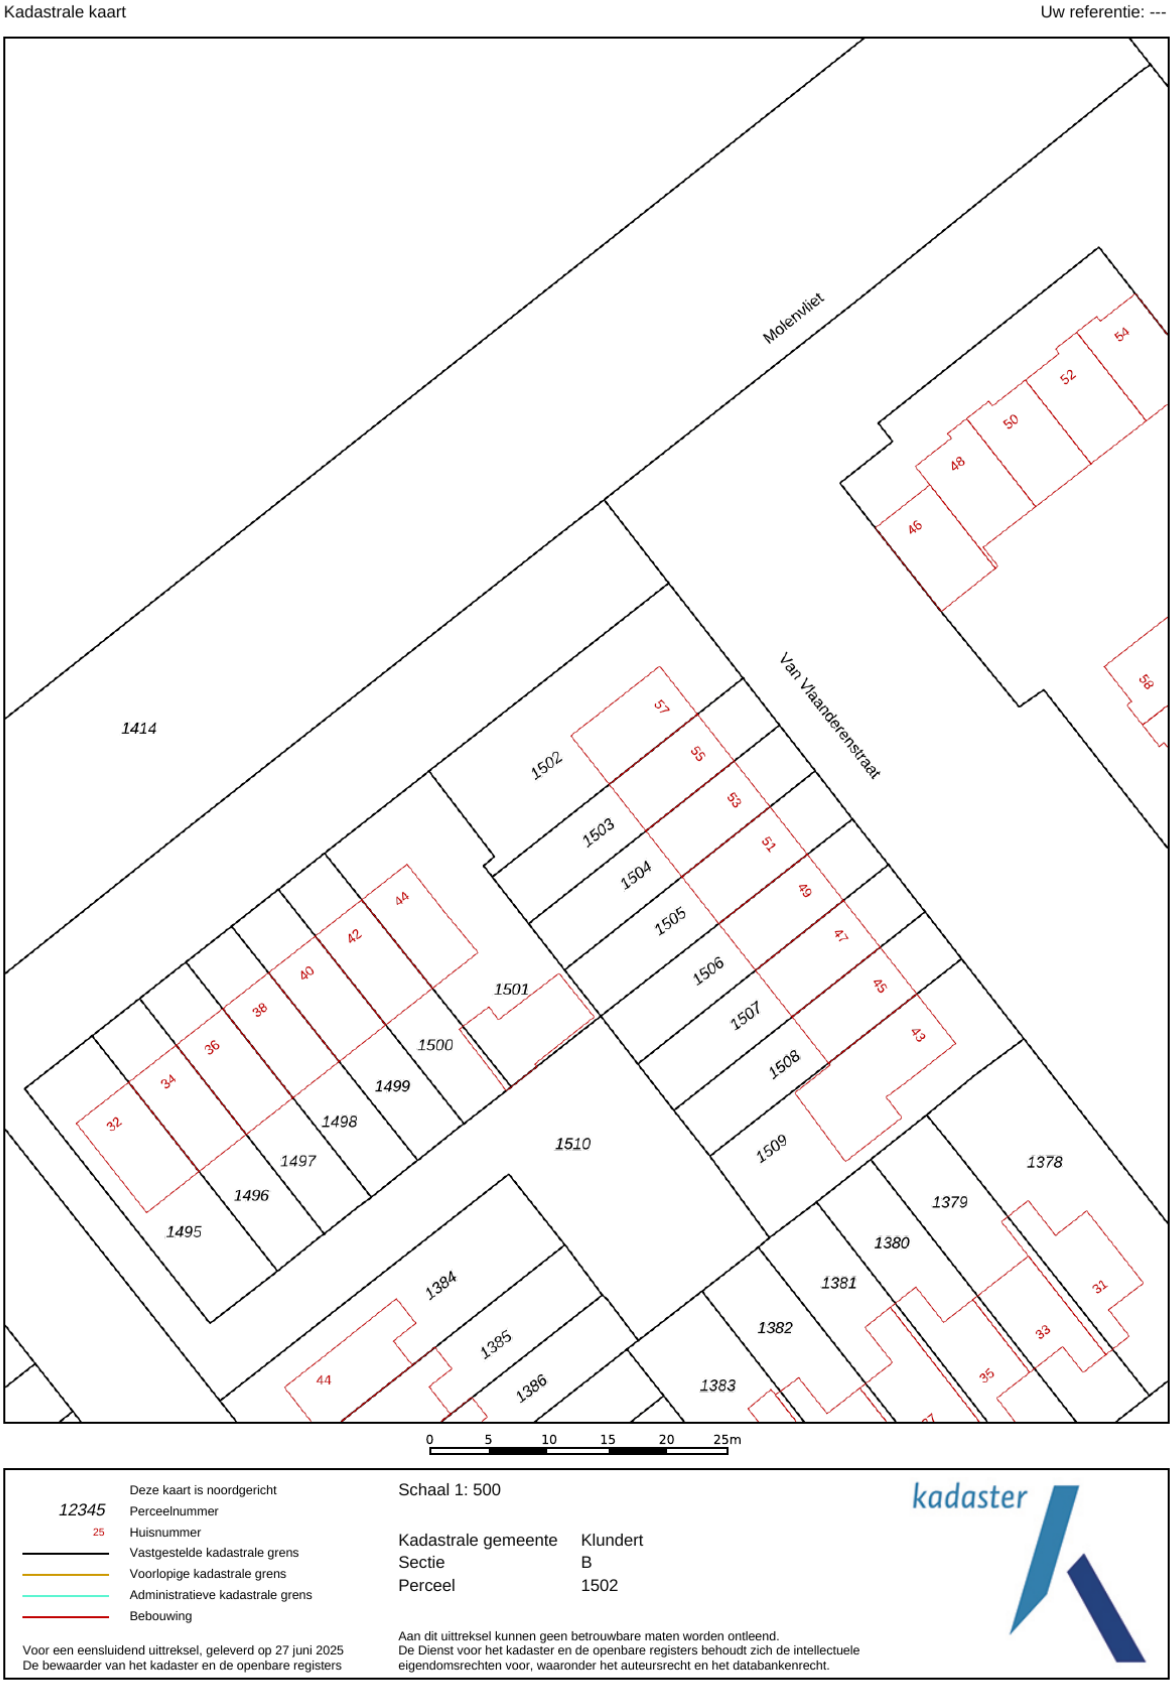 Kadastrale kaart
Uw referentie: ---
Molenvliet
54
52
50
48
46
58
Van Vlaanderenstraat
1414
57
1502
55
53
1503
51
1504
49
44
1505
42
47
40
1506
45
38
1501
1507
43
36
1500
34
1508
1499
32
1498
1510
1509
1497
1378
1496
1379
1495
1380
1384
1381
31
1382
33
1385
44
35
1386
1383
37
0 5 10 15 20 25m
Deze kaart is noordgericht
12345 Perceelnummer
25 Huisnummer
Vastgestelde kadastrale grens
Voorlopige kadastrale grens
Administratieve kadastrale grens
Bebouwing
Voor een eensluidend uittreksel, geleverd op 27 juni 2025
De bewaarder van het kadaster en de openbare registers
Schaal 1: 500
Kadastrale gemeente Klundert
Sectie B
Perceel 1502
Aan dit uittreksel kunnen geen betrouwbare maten worden ontleend.
De Dienst voor het kadaster en de openbare registers behoudt zich de intellectuele
eigendomsrechten voor, waaronder het auteursrecht en het databankenrecht.
kadaster